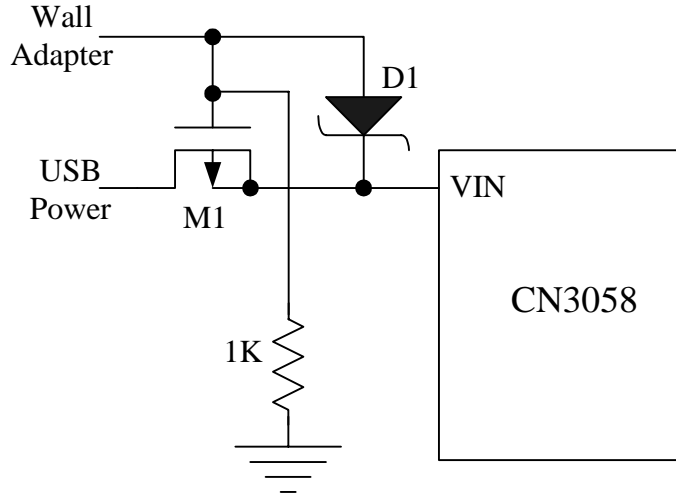 Wall
Adapter
D1
USB
Power
M1
VIN
CN3058
1K